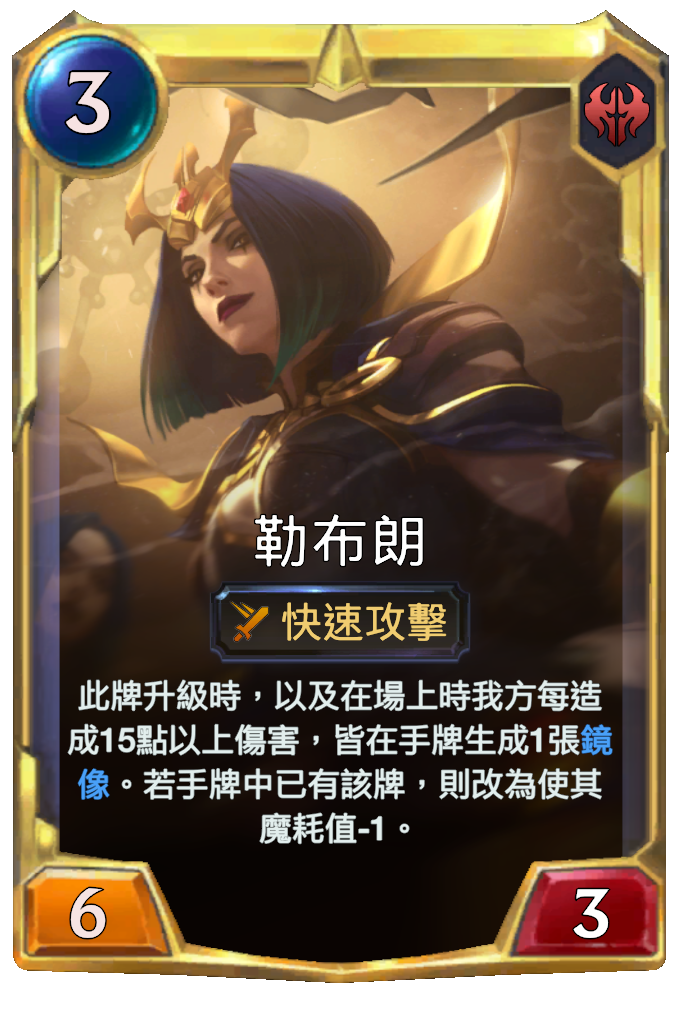 3
勒布朗
快速攻擊
此牌升級時，以及在場上時我方每造
成15點以上傷害，皆在手牌生成1張鏡
像。若手牌中已有該牌，則改為使其
魔耗值-1。
6
3